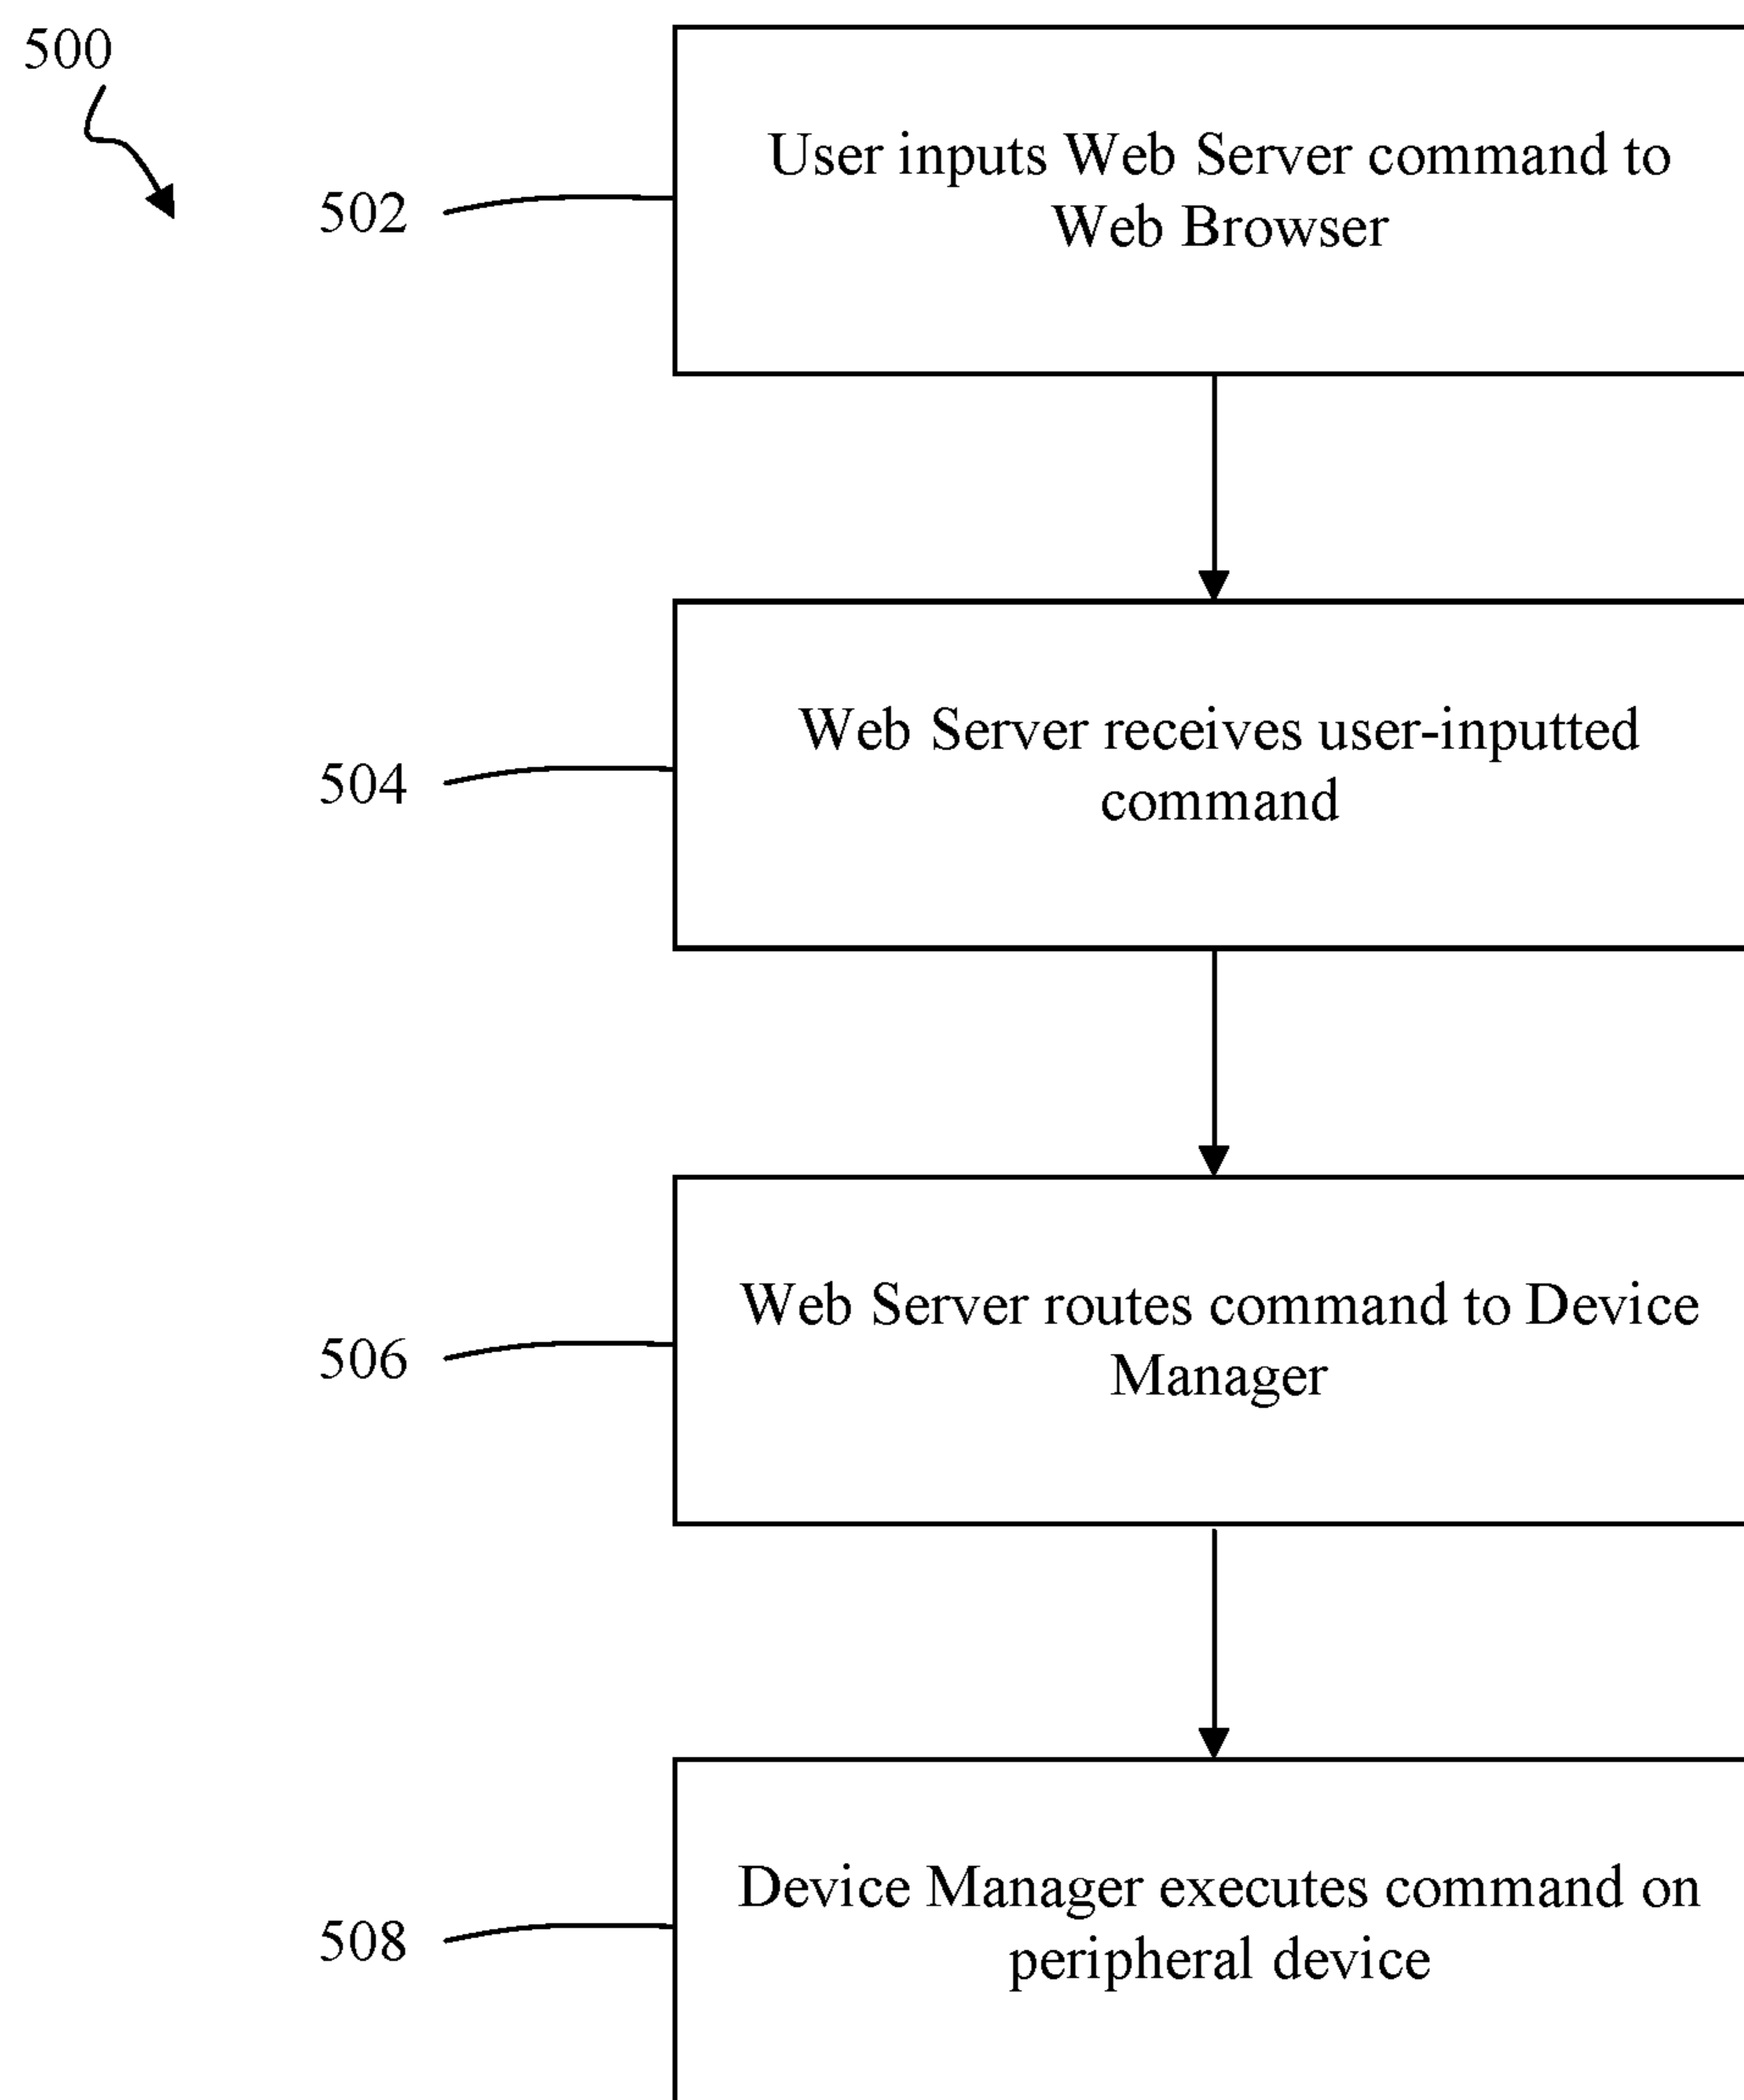 500
502
User inputs Web Server command to
Web Browser
504
Web Server receives user-inputted
command
506
Web Server routes command to Device
Manager
508
Device Manager executes command on
peripheral device